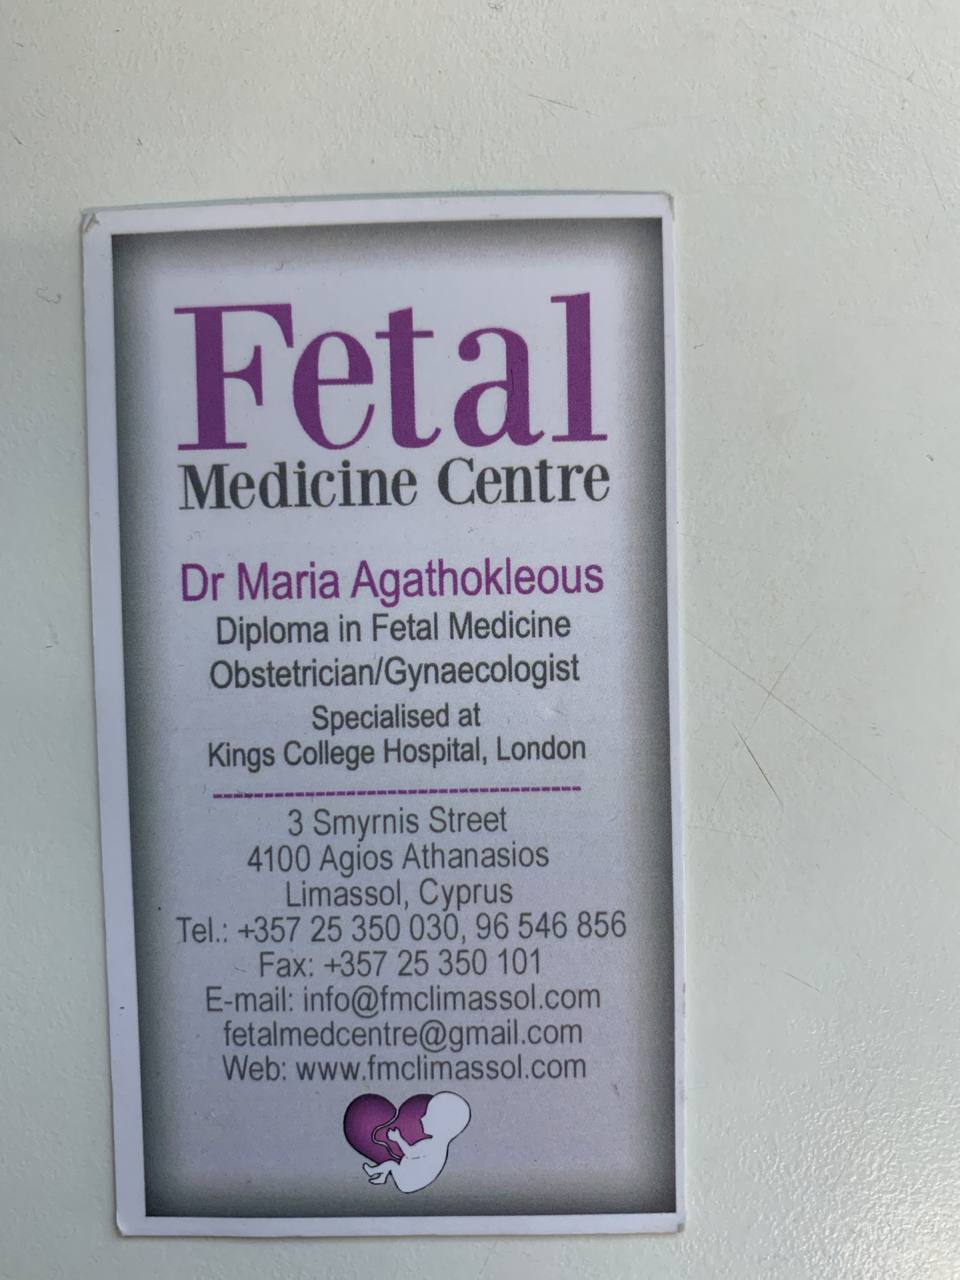 Fetal
Medicine Centre
Dr Maria Agathokleous
Diploma in Fetal Medicine
Obstetrician/Gynaecologist
Specialised at
Kings College Hospital, London
3 Smyrnis Street
4100 Agios Athanasios
Limassol, Cyprus
Tel.: +357 25 350 030, 96 546 856
Fax: +357 25 350 101
E-mail: info@fmclimassol.com
fetalmedcentre@gmail.com
Web: www.fmclimassol.com